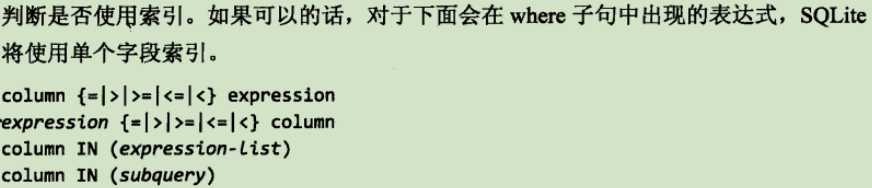 判断是否使用索引。如果可以的话，对于下面会在 where 子句中出现的表达式，SQLite
将使用单个字段索引。
column {=|>|>=|<=|<} expression
expression {=|>|>=|<=|<} column
column IN (expression-list)
column IN (subquery)